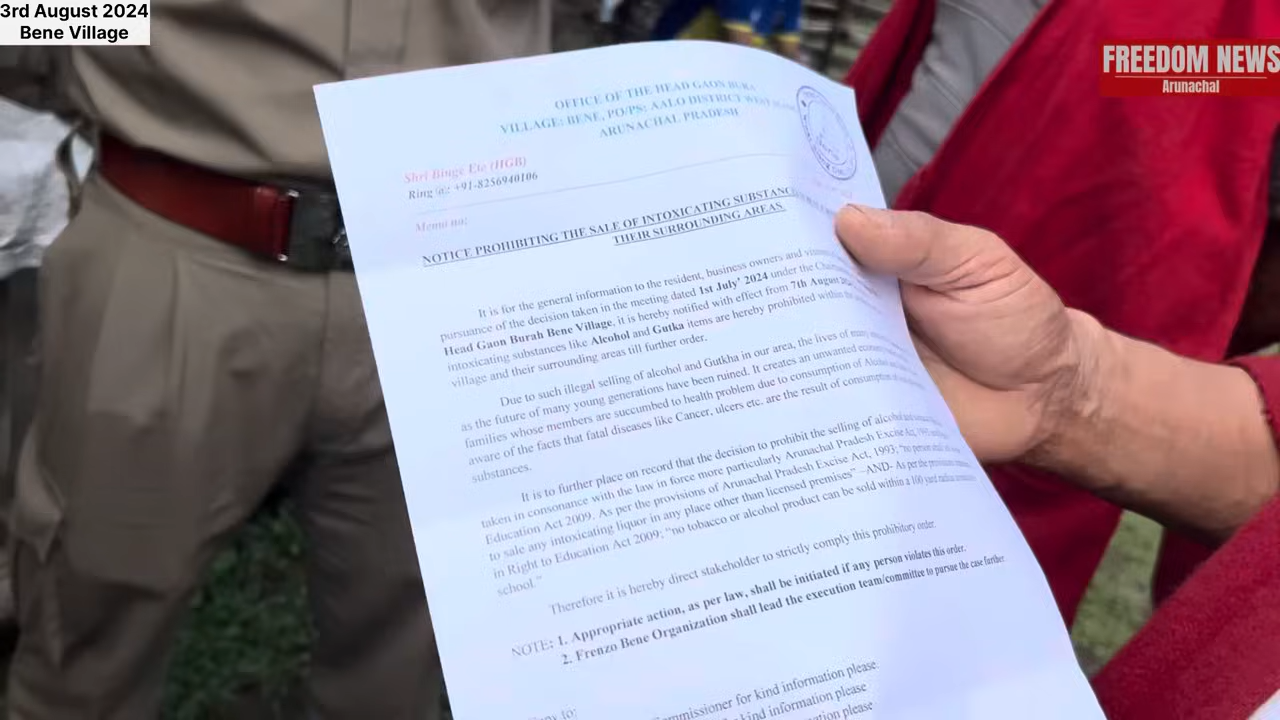 3rd August 2024
Bene Village
FREEDOM NEWS
Arunachal
OFFICE OF THE HEAD GAON BURA
VILLAGE: BENE, PO/PS: AALO DISTRICT WEST
ARUNACHAL PRADESH
Shri Binge Ete (HGB)
Ring @: +91-8256940106
Memo no:
NOTICE PROHIBITING THE SALE OF INTOXICATING SUBSTANC
THEIR SURROUNDING AREAS.
It is for the general information to the resident, business owners and
pursuance of the decision taken in the meeting dated 1st July' 2024 under the
Head Gaon Burah Bene Village, it is hereby notified with effect from 7th August
intoxicating substances like Alcohol and Gutka items are hereby prohibited within
village and their surrounding areas till further order.
Due to such illegal selling of alcohol and Gutkha in our area, the lives of many
as the future of many young generations have been ruined. It creates an unwanted
families whose members are succumbed to health problem due to consumption of Alcohol
aware of the facts that fatal diseases like Cancer, ulcers etc. are the result of consumption
substances.
It is to further place on record that the decision to prohibit the selling of alcohol
taken in consonance with the law in force more particularly Arunachal Pradesh Excise Act,
Education Act 2009. As per the provisions of Arunachal Pradesh Excise Act, 1993; "no person
to sale any intoxicating liquor in any place other than licensed premises" –AND- As per the
in Right to Education Act 2009; "no tobacco or alcohol product can be sold within a 100 yard radius
school."
Therefore it is hereby direct stakeholder to strictly comply this prohibitory order.
NOTE: 1. Appropriate action, as per law, shall be initiated if any person violates this order.
2. Frenzo Bene Organization shall lead the execution team/committee to pursue the case further
to:
Commissioner for kind information please.
kind information please
information please